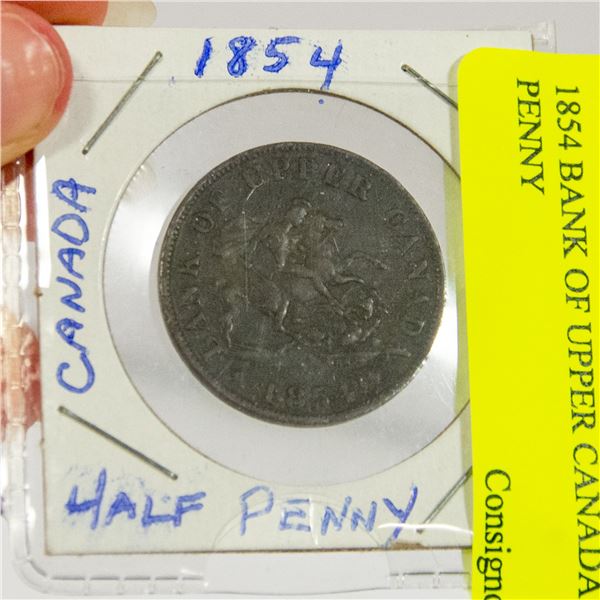 1854
CANADA
HALF PENNY
BANK OF UPPER CANADA
1854 BANK OF UPPER CANADA
PENNY